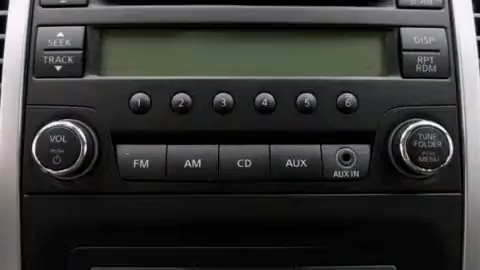 SCAN
SEEK
TRACK
DISP
RPT
RDM
1 2 3 4 5 6
VOL
PUSH
FM AM CD AUX
AUX IN
TUNE
FOLDER
PUSH
MENU